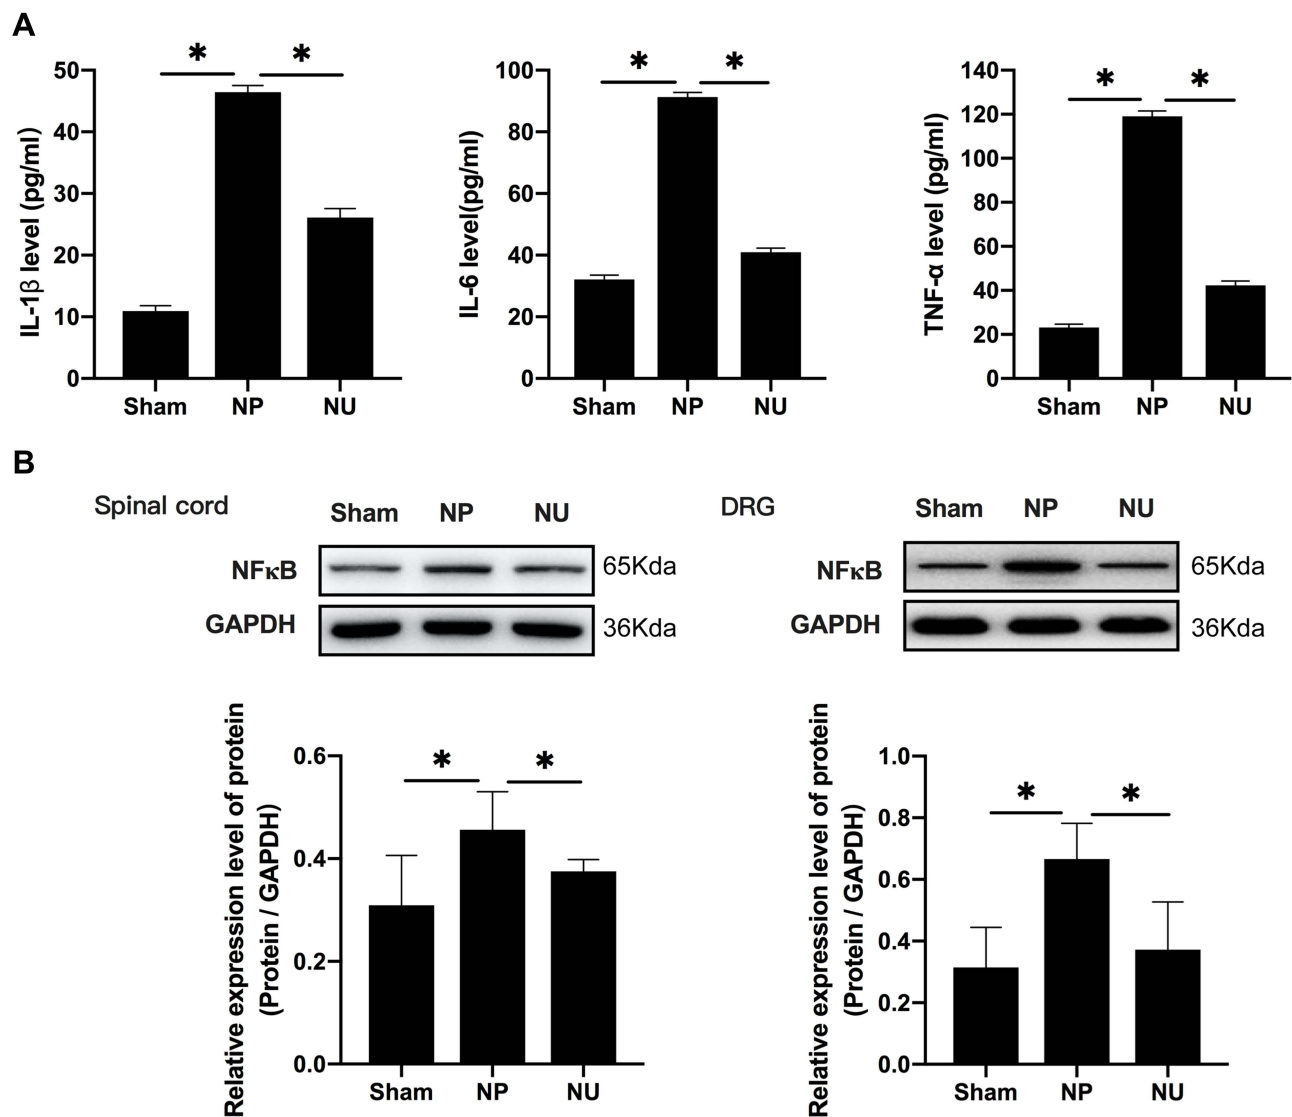 A
IL-1β level (pg/ml)
50
40
30
20
10
0
* *
Sham NP NU
IL-6 level(pg/ml)
100
80
60
40
20
0
* *
Sham NP NU
TNF-α level (pg/ml)
140
120
100
80
60
40
20
0
* *
Sham NP NU
B
Spinal cord
Sham NP NU
NFκB 65Kda
GAPDH 36Kda
DRG
Sham NP NU
NFκB 65Kda
GAPDH 36Kda
Relative expression level of protein
(Protein / GAPDH)
0.6
0.4
0.2
0.0
* *
Sham NP NU
Relative expression level of protein
(Protein / GAPDH)
1.0
0.8
0.6
0.4
0.2
0.0
* *
Sham NP NU